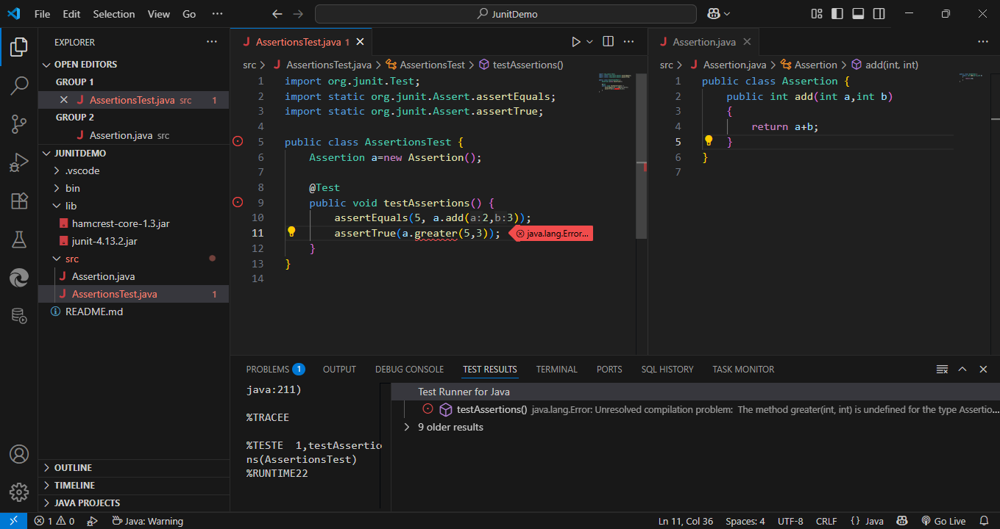 File Edit Selection View Go ··· JunitDemo
EXPLORER ···
OPEN EDITORS
GROUP 1
AssertionsTest.java src 1
GROUP 2
Assertion.java src
JUNITDEMO
.vscode
bin
lib
hamcrest-core-1.3.jar
junit-4.13.2.jar
src
Assertion.java
AssertionsTest.java 1
README.md
OUTLINE
TIMELINE
JAVA PROJECTS
AssertionsTest.java 1
src > AssertionsTest.java > AssertionsTest > testAssertions()
1 import org.junit.Test;
2 import static org.junit.Assert.assertEquals;
3 import static org.junit.Assert.assertTrue;
4
5 public class AssertionsTest {
6 Assertion a=new Assertion();
7
8 @Test
9 public void testAssertions() {
10 assertEquals(5, a.add(a:2,b:3));
11 assertTrue(a.greater(5,3)); java.lang.Error...
12 }
13 }
14
Assertion.java
src > Assertion.java > Assertion > add(int, int)
1 public class Assertion {
2 public int add(int a,int b)
3 {
4 return a+b;
5 }
6 }
7
PROBLEMS 1 OUTPUT DEBUG CONSOLE TEST RESULTS TERMINAL PORTS SQL HISTORY TASK MONITOR
java:211)
%TRACEE
%TESTE 1,testAssertio
ns(AssertionsTest)
%RUNTIME22
Test Runner for Java
testAssertions() java.lang.Error: Unresolved compilation problem: The method greater(int, int) is undefined for the type Assertio...
9 older results
1 0 Java: Warning Ln 11, Col 36 Spaces: 4 UTF-8 CRLF {} Java Go Live